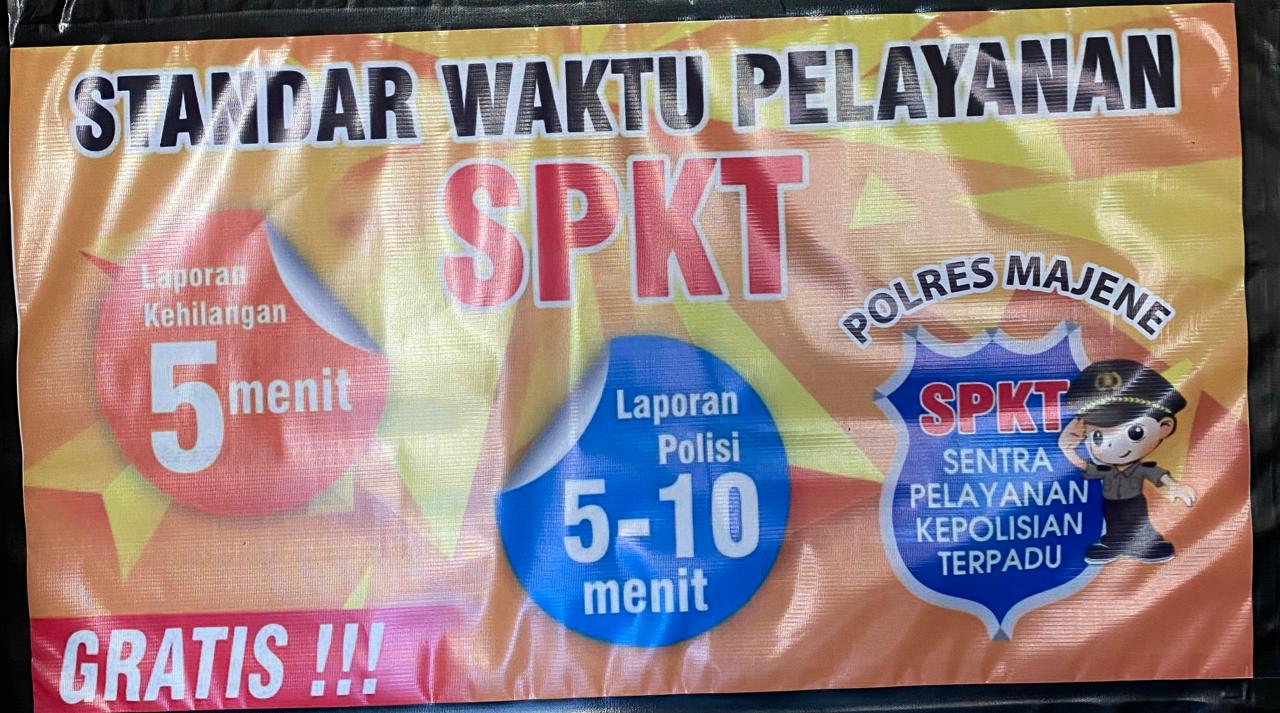 STANDAR WAKTU PELAYANAN
SPKT
Laporan
Kehilangan
5 menit
Laporan
Polisi
5-10
menit
POLRES MAJENE
SPKT
SENTRA
PELAYANAN
KEPOLISIAN
TERPADU
GRATIS !!!